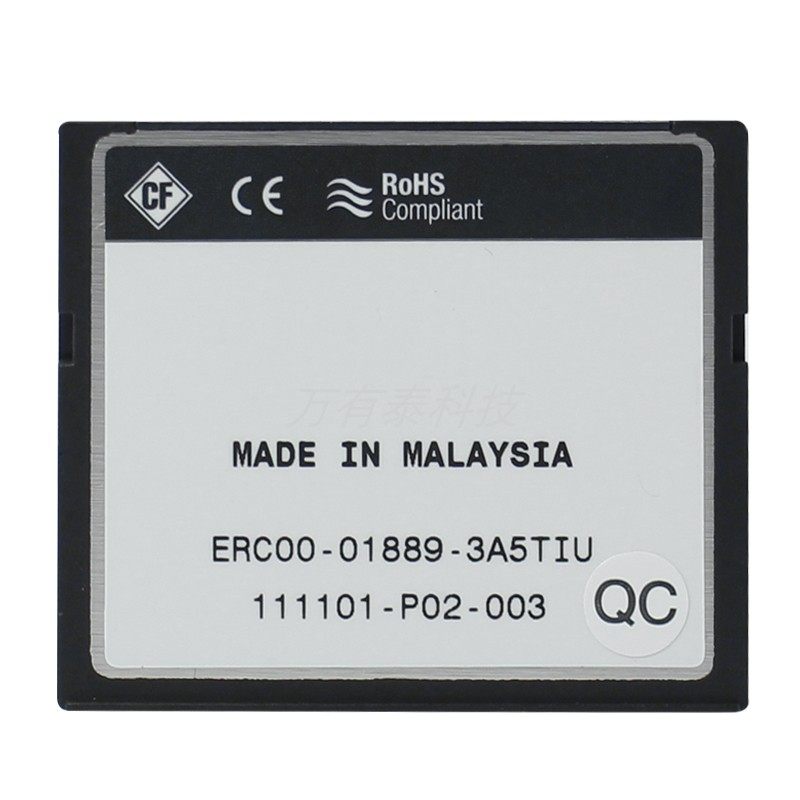 CF CE RoHS
Compliant
万有泰科技
MADE IN MALAYSIA
ERC00-01889-3A5TIU
111101-P02-003
QC